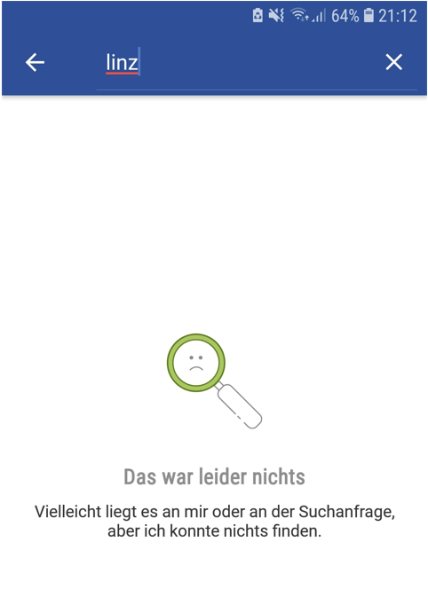 64% 21:12
linz
Das war leider nichts
Vielleicht liegt es an mir oder an der Suchanfrage,
aber ich konnte nichts finden.